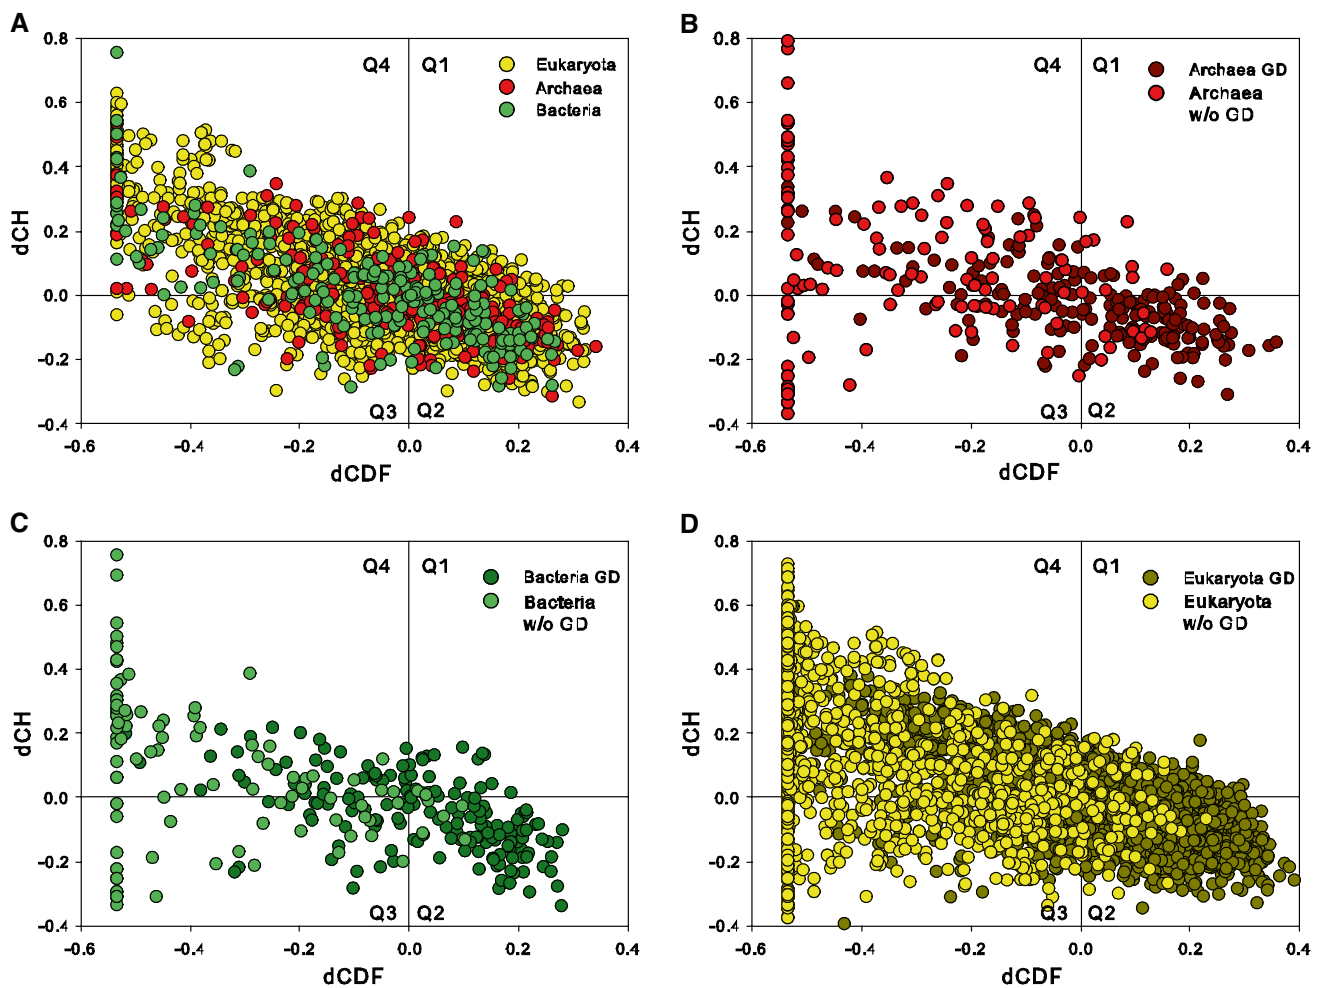 A
0.8
0.6
0.4
0.2
0.0
-0.2
-0.4
dCH
Q4 Q1
Q3 Q2
Eukaryota
Archaea
Bacteria
-0.6 -0.4 -0.2 0.0 0.2 0.4
dCDF
B
0.8
0.6
0.4
0.2
0.0
-0.2
-0.4
dCH
Q4 Q1
Q3 Q2
Archaea GD
Archaea
w/o GD
-0.6 -0.4 -0.2 0.0 0.2 0.4
dCDF
C
0.8
0.6
0.4
0.2
0.0
-0.2
-0.4
dCH
Q4 Q1
Q3 Q2
Bacteria GD
Bacteria
w/o GD
-0.6 -0.4 -0.2 0.0 0.2 0.4
dCDF
D
0.8
0.6
0.4
0.2
0.0
-0.2
-0.4
dCH
Q4 Q1
Q3 Q2
Eukaryota GD
Eukaryota
w/o GD
-0.6 -0.4 -0.2 0.0 0.2 0.4
dCDF